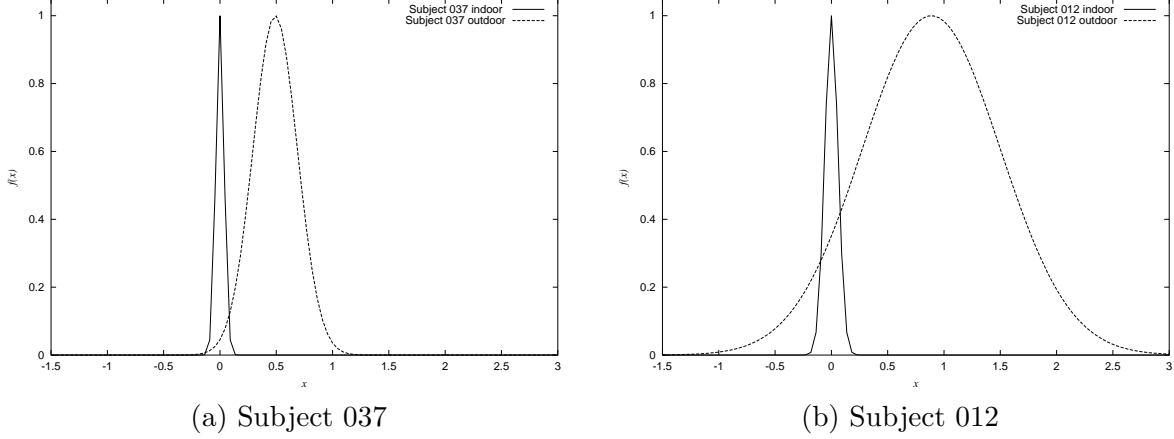 Subject 037 indoor
Subject 037 outdoor
1
0.8
0.6
0.4
0.2
0
f(x)
-1.5 -1 -0.5 0 0.5 1 1.5 2 2.5 3
x
(a) Subject 037
Subject 012 indoor
Subject 012 outdoor
1
0.8
0.6
0.4
0.2
0
f(x)
-1.5 -1 -0.5 0 0.5 1 1.5 2 2.5 3
x
(b) Subject 012